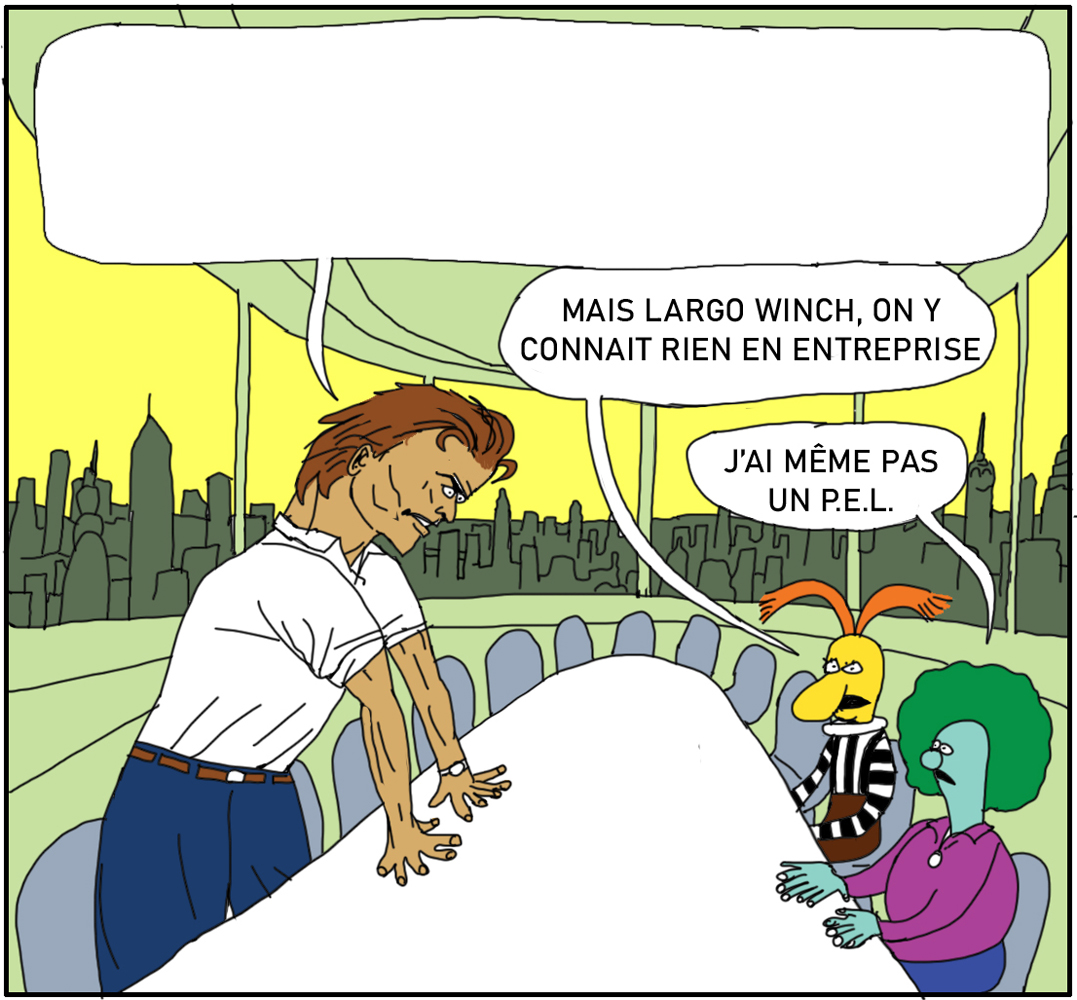 MAIS LARGO WINCH, ON Y
CONNAIT RIEN EN ENTREPRISE
J'AI MÊME PAS
UN P.E.L.